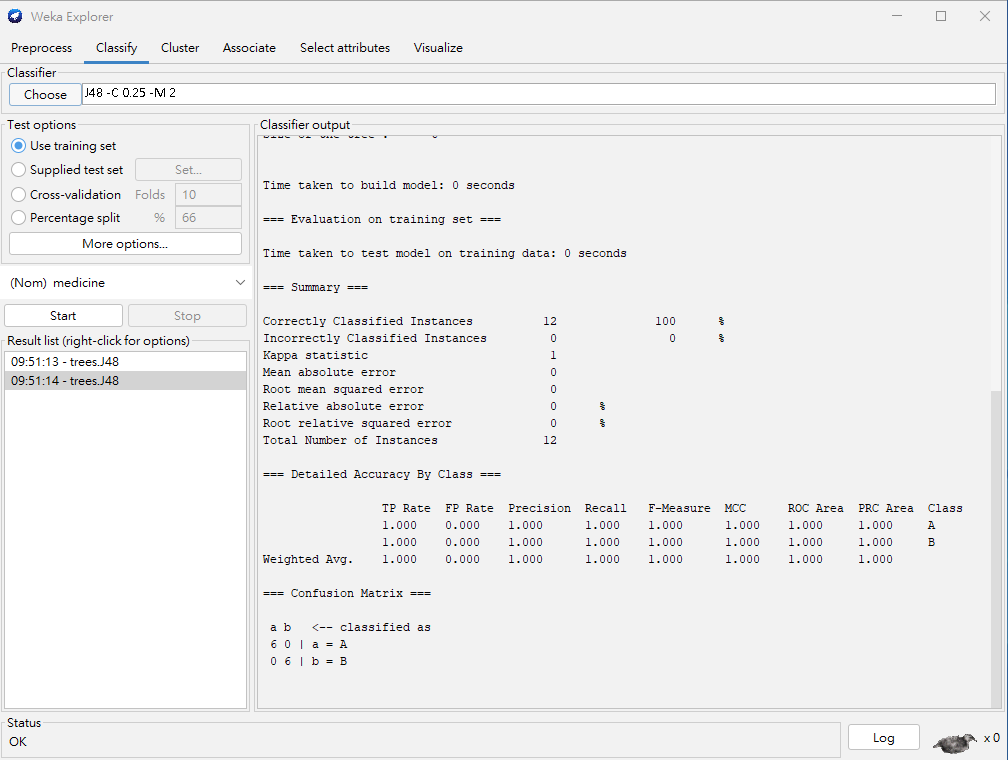 Weka Explorer
Preprocess Classify Cluster Associate Select attributes Visualize
Classifier
Choose J48 -C 0.25 -M 2
Test options
Use training set
Supplied test set Set...
Cross-validation Folds 10
Percentage split % 66
More options...
(Nom) medicine
Start Stop
Result list (right-click for options)
09:51:13 - trees.J48
09:51:14 - trees.J48
Classifier output
Time taken to build model: 0 seconds
=== Evaluation on training set ===
Time taken to test model on training data: 0 seconds
=== Summary ===
Correctly Classified Instances 12 100 %
Incorrectly Classified Instances 0 0 %
Kappa statistic 1
Mean absolute error 0
Root mean squared error 0
Relative absolute error 0 %
Root relative squared error 0 %
Total Number of Instances 12
=== Detailed Accuracy By Class ===
TP Rate FP Rate Precision Recall F-Measure MCC ROC Area PRC Area Class
1.000 0.000 1.000 1.000 1.000 1.000 1.000 1.000 A
1.000 0.000 1.000 1.000 1.000 1.000 1.000 1.000 B
Weighted Avg. 1.000 0.000 1.000 1.000 1.000 1.000 1.000 1.000
=== Confusion Matrix ===
a b <-- classified as
6 0 | a = A
0 6 | b = B
Status
OK
Log
x 0